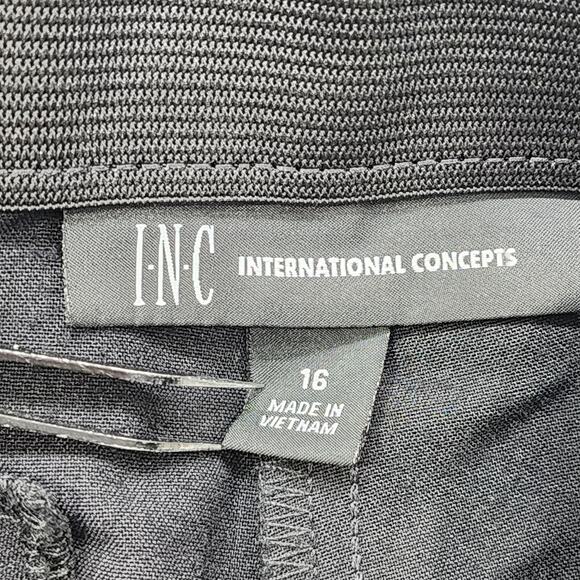 I·N·C INTERNATIONAL CONCEPTS
16
MADE IN
VIETNAM